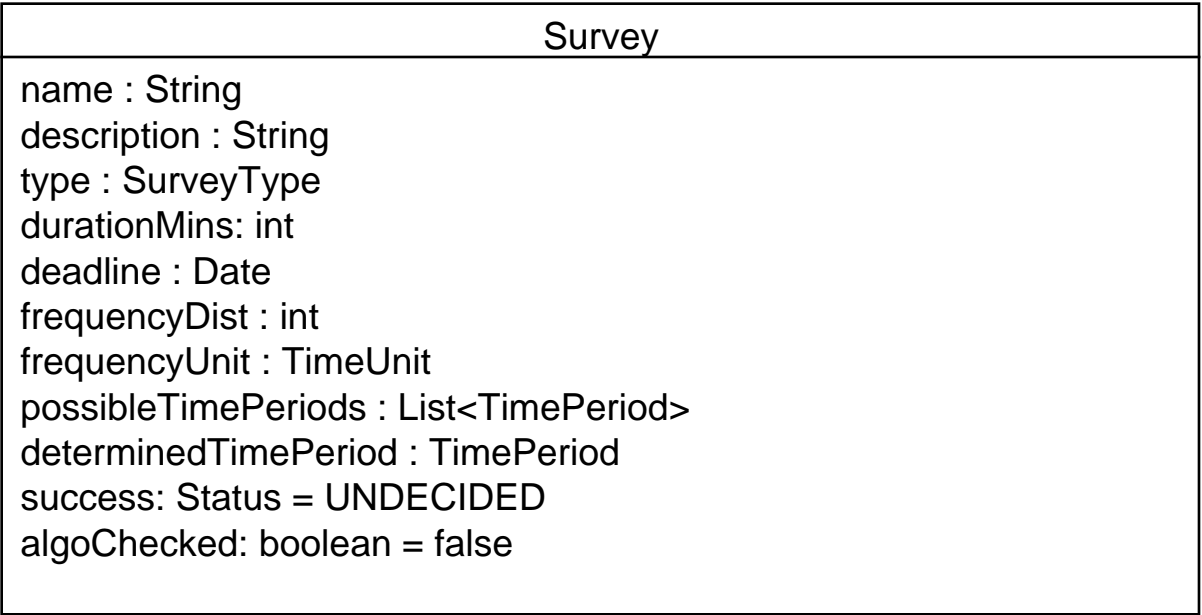 Survey
name : String
description : String
type : SurveyType
durationMins: int
deadline : Date
frequencyDist : int
frequencyUnit : TimeUnit
possibleTimePeriods : List<TimePeriod>
determinedTimePeriod : TimePeriod
success: Status = UNDECIDED
algoChecked: boolean = false